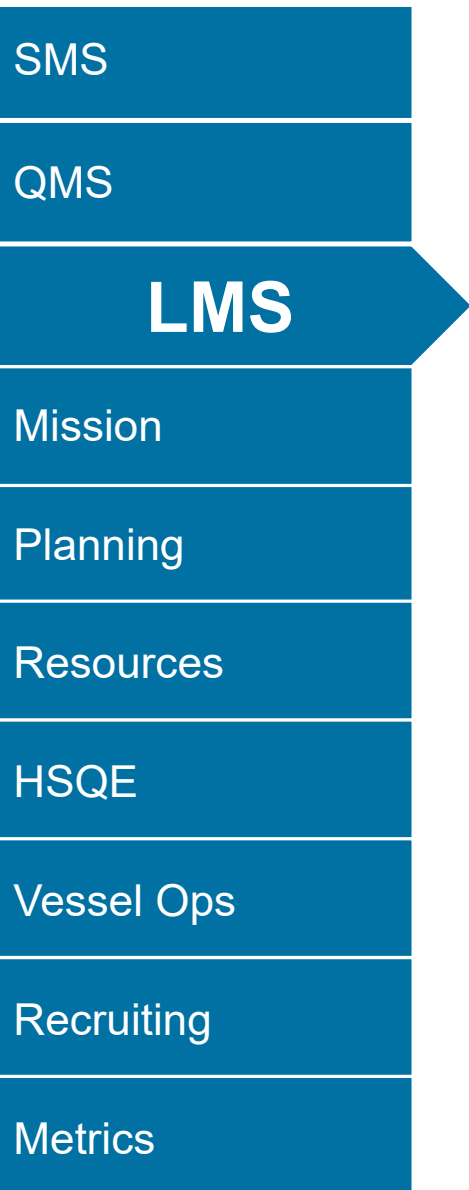 SMS
QMS
LMS
Mission
Planning
Resources
HSQE
Vessel Ops
Recruiting
Metrics